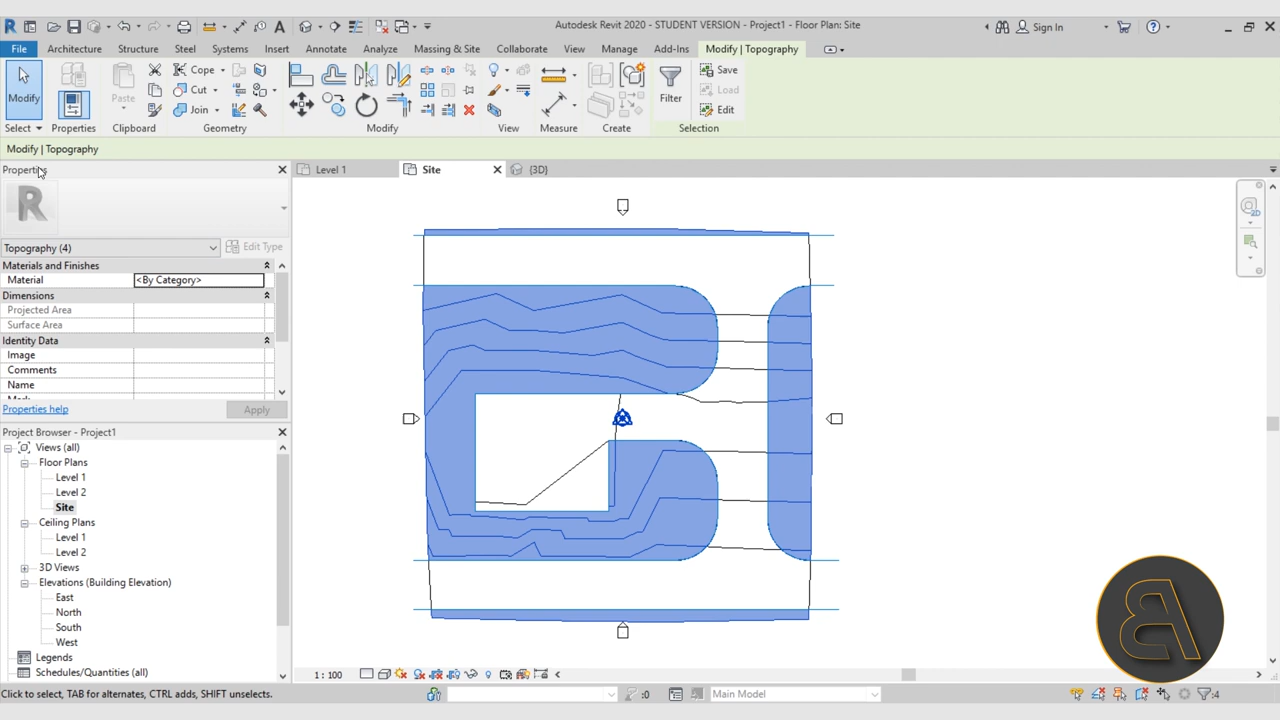 Autodesk Revit 2020 - STUDENT VERSION - Project1 - Floor Plan: Site
Sign In
File Architecture Structure Steel Systems Insert Annotate Analyze Massing & Site Collaborate View Manage Add-Ins Modify | Topography
Modify
Select
Properties
Paste
Clipboard
Cope
Cut
Join
Geometry
Modify
View
Measure
Create
Filter
Save
Load
Edit
Selection
Modify | Topography
Properties
Level 1
Site
{3D}
2D
R
Topography (4)
Edit Type
Materials and Finishes
Material <By Category>
Dimensions
Projected Area
Surface Area
Identity Data
Image
Comments
Name
Properties help
Apply
Project Browser - Project1
Views (all)
Floor Plans
Level 1
Level 2
Site
Ceiling Plans
Level 1
Level 2
3D Views
Elevations (Building Elevation)
East
North
South
West
Legends
Schedules/Quantities (all)
1 : 100
Click to select, TAB for alternates, CTRL adds, SHIFT unselects.
:0
Main Model
:4